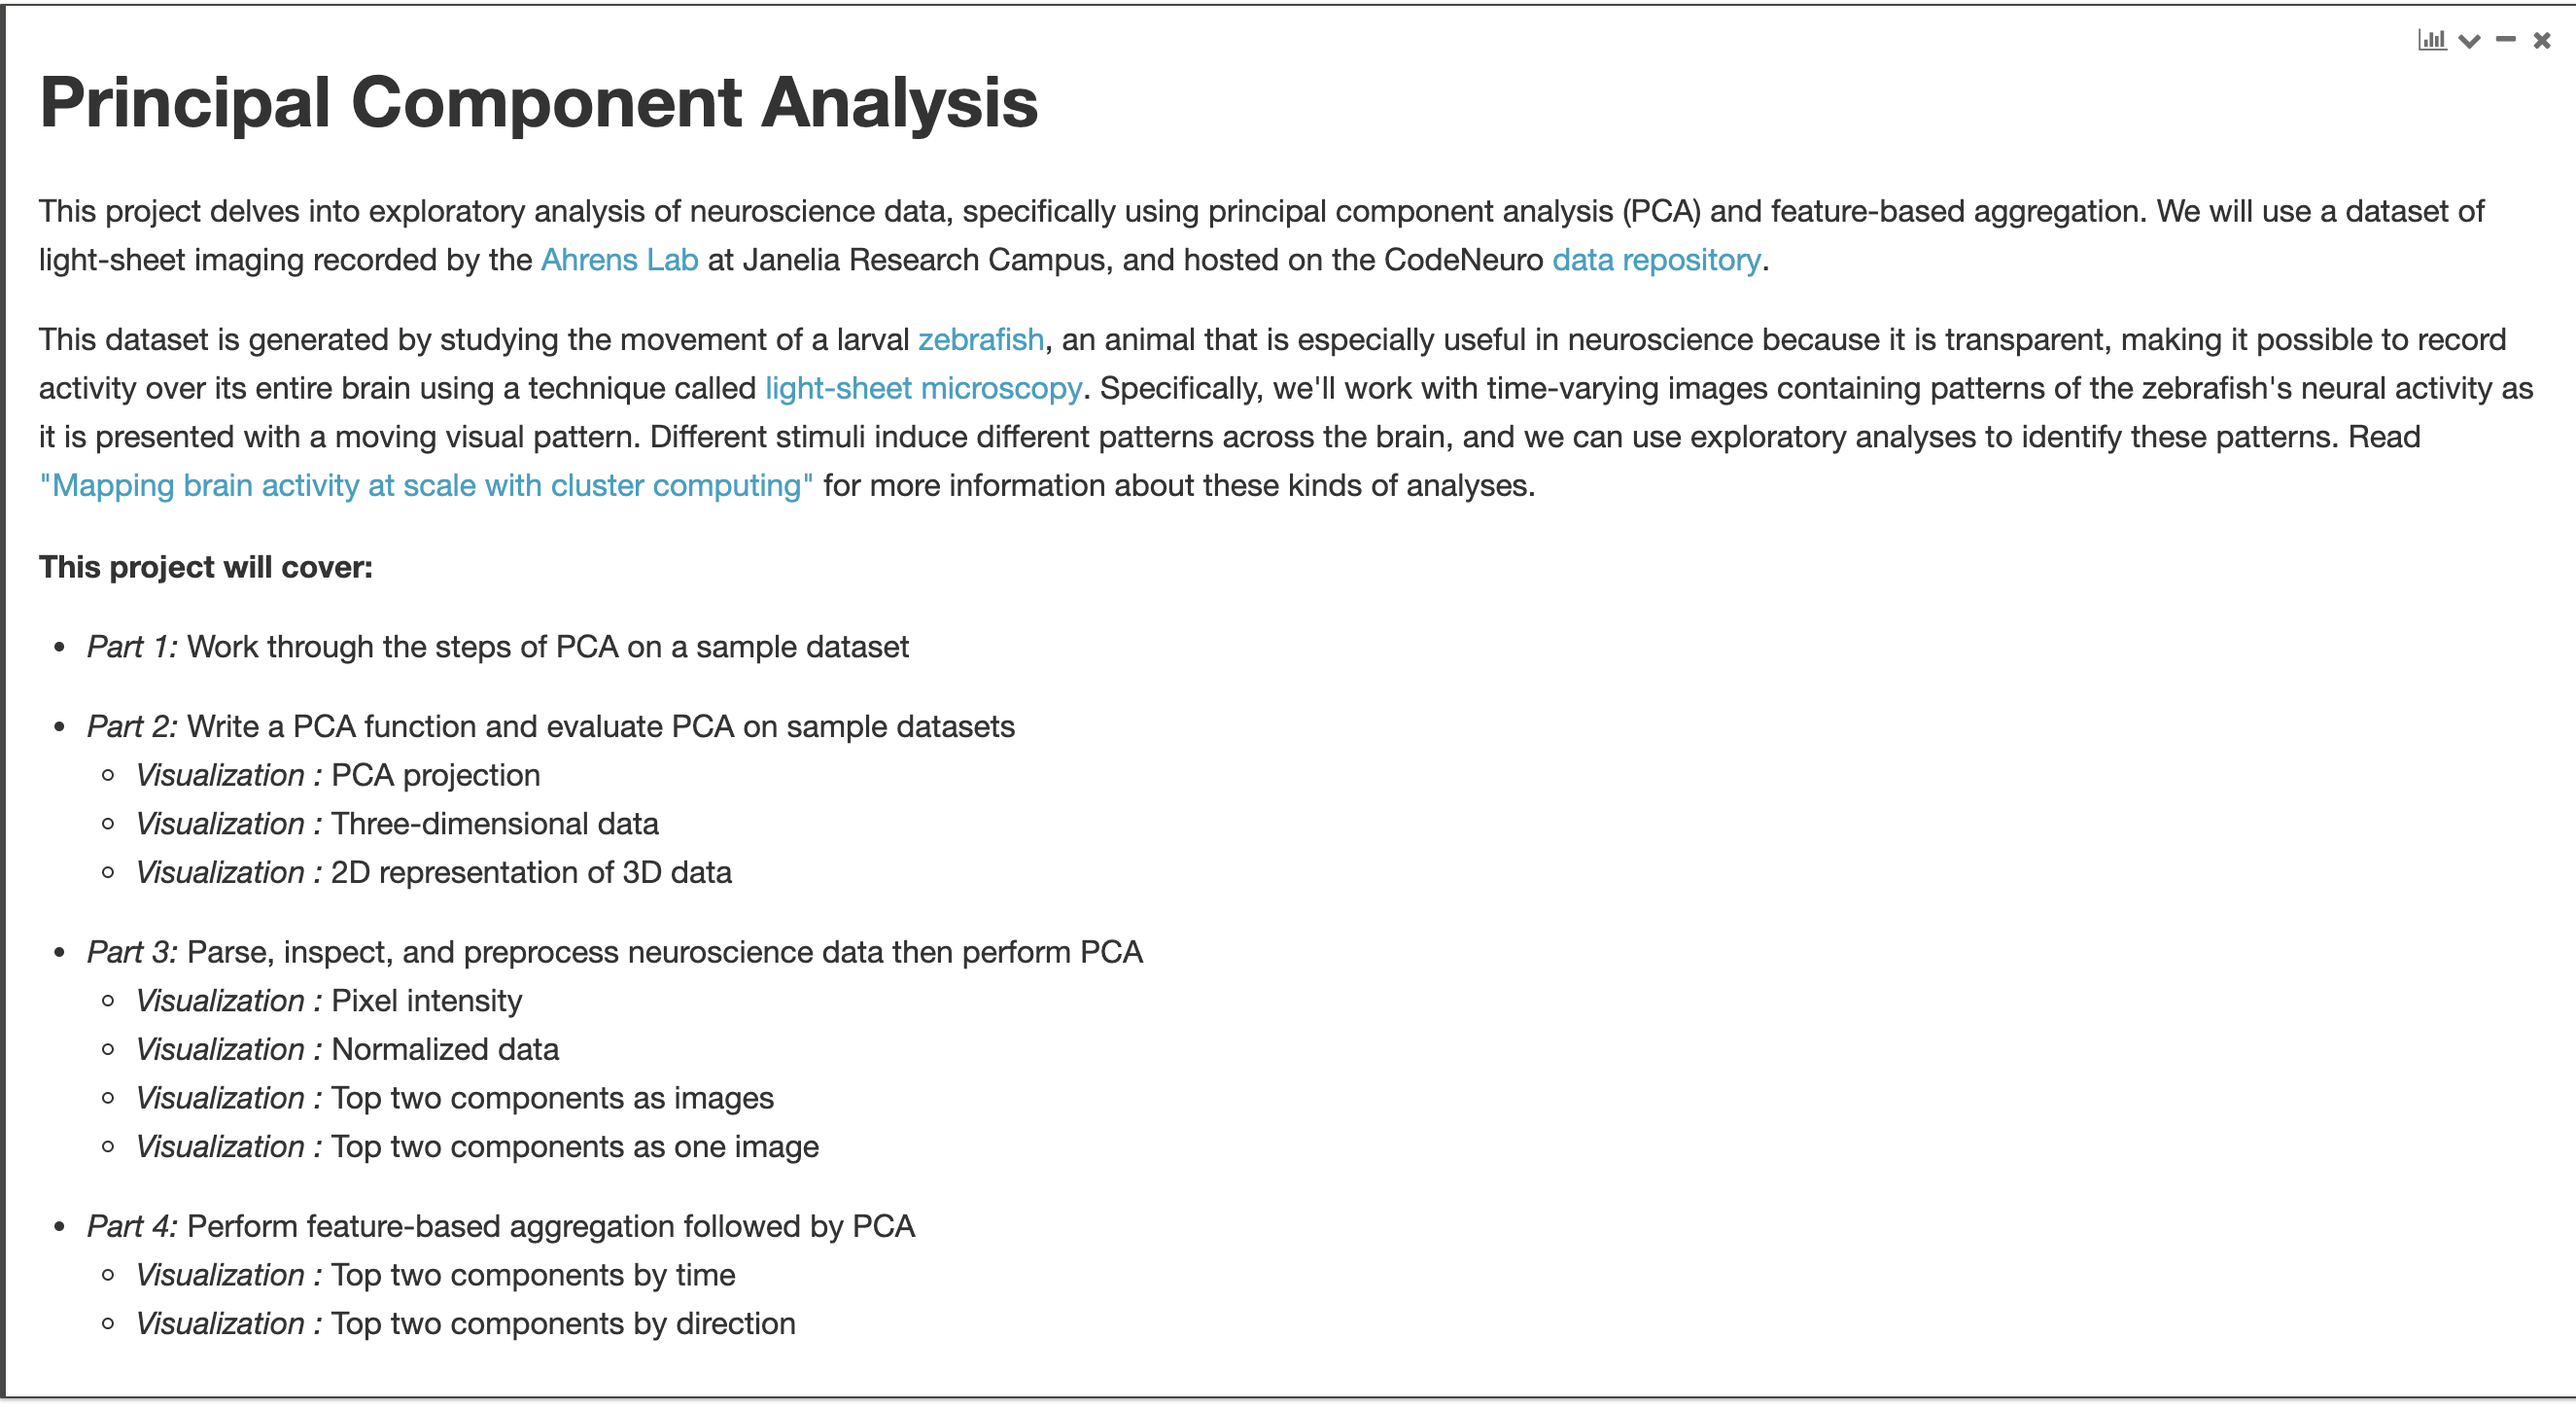 Principal Component Analysis
This project delves into exploratory analysis of neuroscience data, specifically using principal component analysis (PCA) and feature-based aggregation. We will use a dataset of
light-sheet imaging recorded by the Ahrens Lab at Janelia Research Campus, and hosted on the CodeNeuro data repository.
This dataset is generated by studying the movement of a larval zebrafish, an animal that is especially useful in neuroscience because it is transparent, making it possible to record
activity over its entire brain using a technique called light-sheet microscopy. Specifically, we'll work with time-varying images containing patterns of the zebrafish's neural activity as
it is presented with a moving visual pattern. Different stimuli induce different patterns across the brain, and we can use exploratory analyses to identify these patterns. Read
"Mapping brain activity at scale with cluster computing" for more information about these kinds of analyses.
This project will cover:
• Part 1: Work through the steps of PCA on a sample dataset
• Part 2: Write a PCA function and evaluate PCA on sample datasets
◦ Visualization : PCA projection
◦ Visualization : Three-dimensional data
◦ Visualization : 2D representation of 3D data
• Part 3: Parse, inspect, and preprocess neuroscience data then perform PCA
◦ Visualization : Pixel intensity
◦ Visualization : Normalized data
◦ Visualization : Top two components as images
◦ Visualization : Top two components as one image
• Part 4: Perform feature-based aggregation followed by PCA
◦ Visualization : Top two components by time
◦ Visualization : Top two components by direction